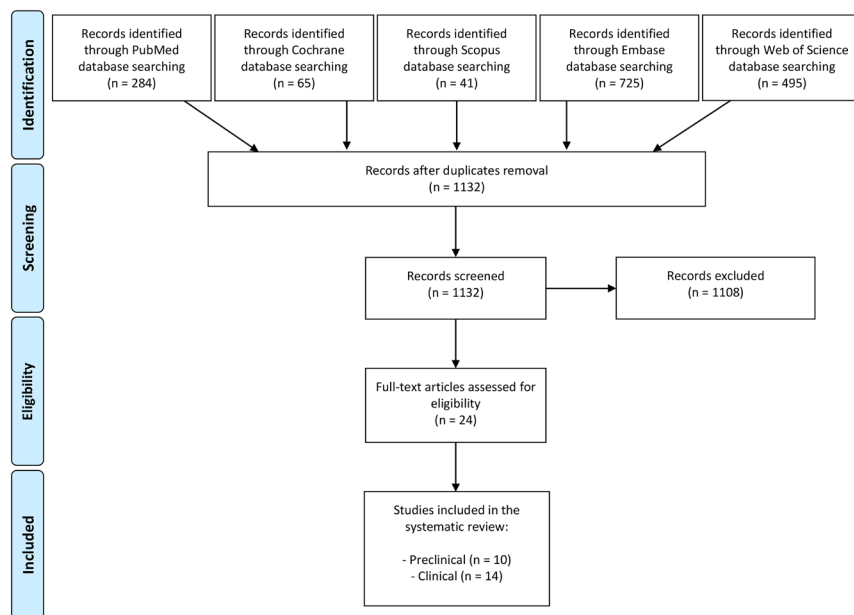 Identification
Records identified
through PubMed
database searching
(n = 284)
Records identified
through Cochrane
database searching
(n = 65)
Records identified
through Scopus
database searching
(n = 41)
Records identified
through Embase
database searching
(n = 725)
Records identified
through Web of Science
database searching
(n = 495)
Screening
Records after duplicates removal
(n = 1132)
Records screened
(n = 1132)
Records excluded
(n = 1108)
Eligibility
Full-text articles assessed for
eligibility
(n = 24)
Included
Studies included in the
systematic review:
- Preclinical (n = 10)
- Clinical (n = 14)